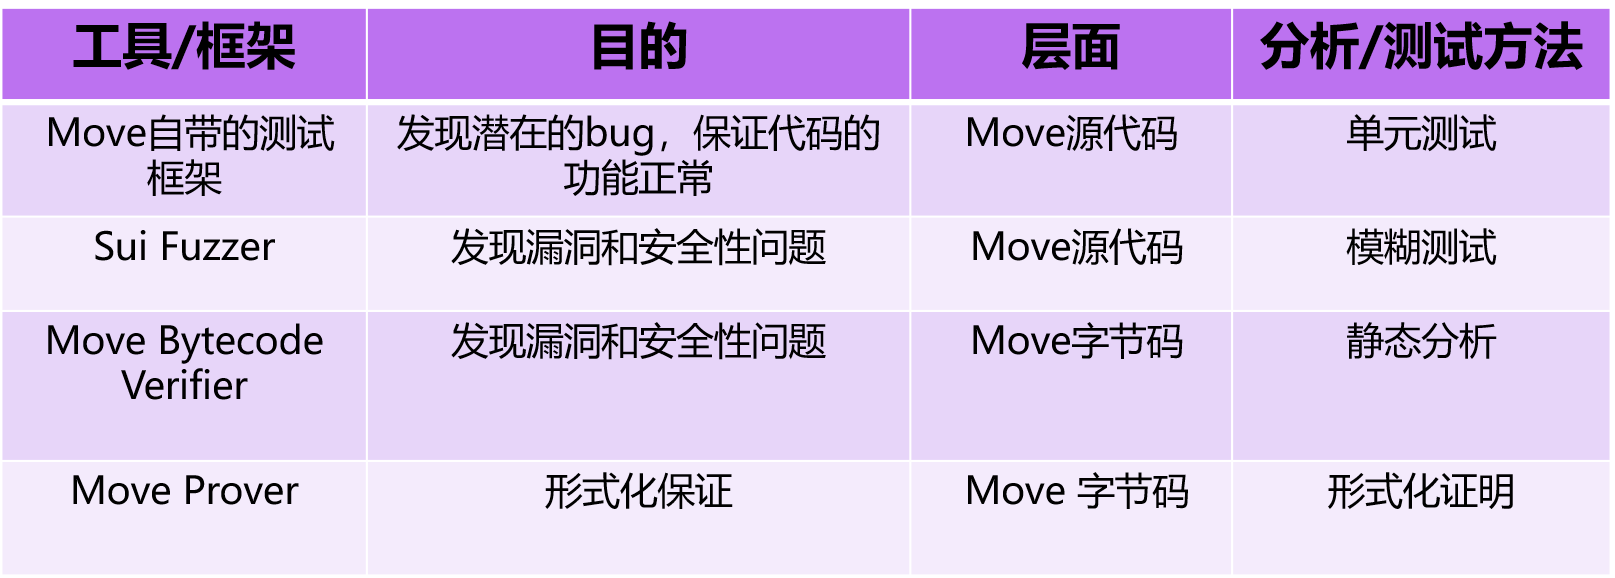 工具/框架
目的
层面
分析/测试方法
Move自带的测试
框架
发现潜在的bug，保证代码的
功能正常
Move源代码
单元测试
Sui Fuzzer
发现漏洞和安全性问题
Move源代码
模糊测试
Move Bytecode
Verifier
发现漏洞和安全性问题
Move字节码
静态分析
Move Prover
形式化保证
Move 字节码
形式化证明